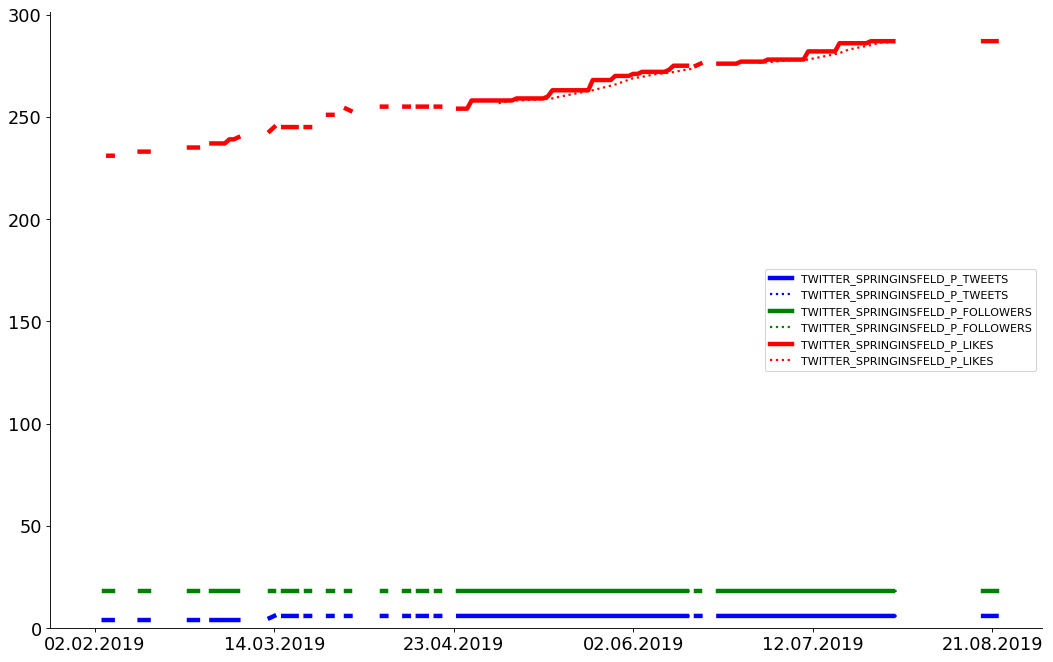 300
250
200
150
100
50
0
02.02.2019 14.03.2019 23.04.2019 02.06.2019 12.07.2019 21.08.2019
TWITTER_SPRINGINSFELD_P_TWEETS
TWITTER_SPRINGINSFELD_P_TWEETS
TWITTER_SPRINGINSFELD_P_FOLLOWERS
TWITTER_SPRINGINSFELD_P_FOLLOWERS
TWITTER_SPRINGINSFELD_P_LIKES
TWITTER_SPRINGINSFELD_P_LIKES